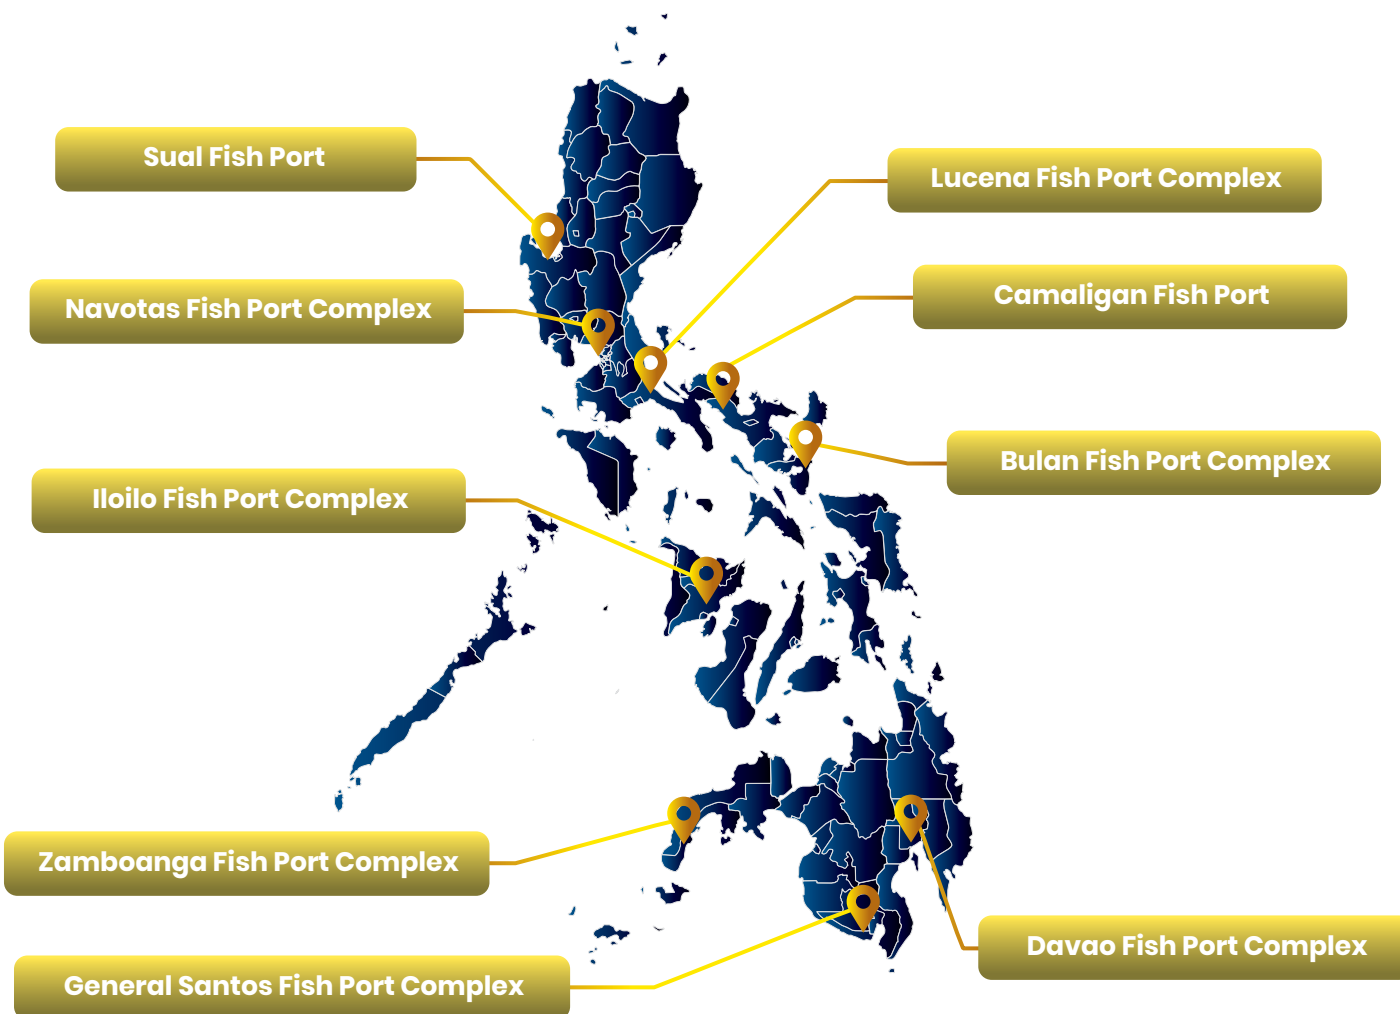 Sual Fish Port
Lucena Fish Port Complex
Navotas Fish Port Complex
Camaligan Fish Port
Bulan Fish Port Complex
Iloilo Fish Port Complex
Zamboanga Fish Port Complex
Davao Fish Port Complex
General Santos Fish Port Complex